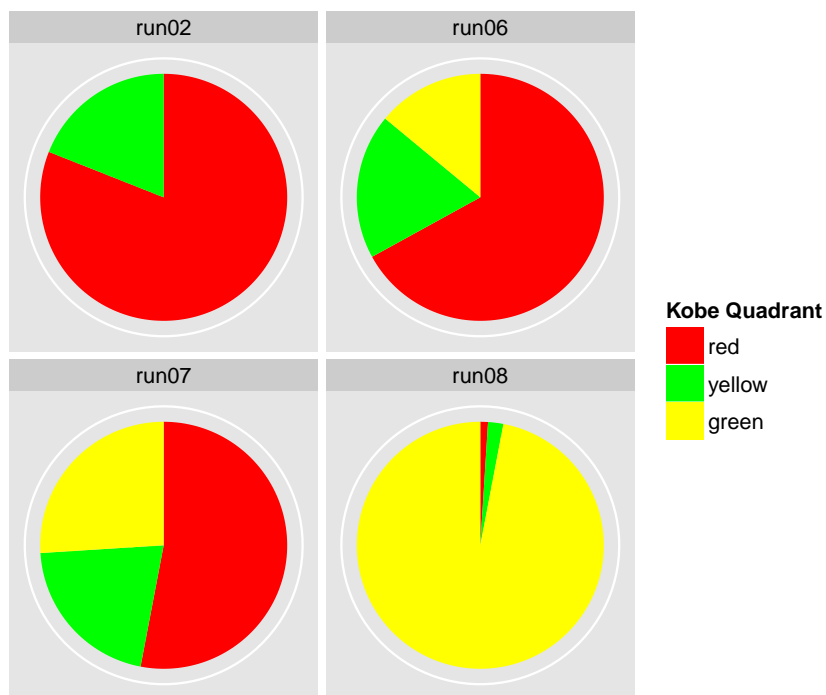 run02
run06
run07
run08
Kobe Quadrant
red
yellow
green